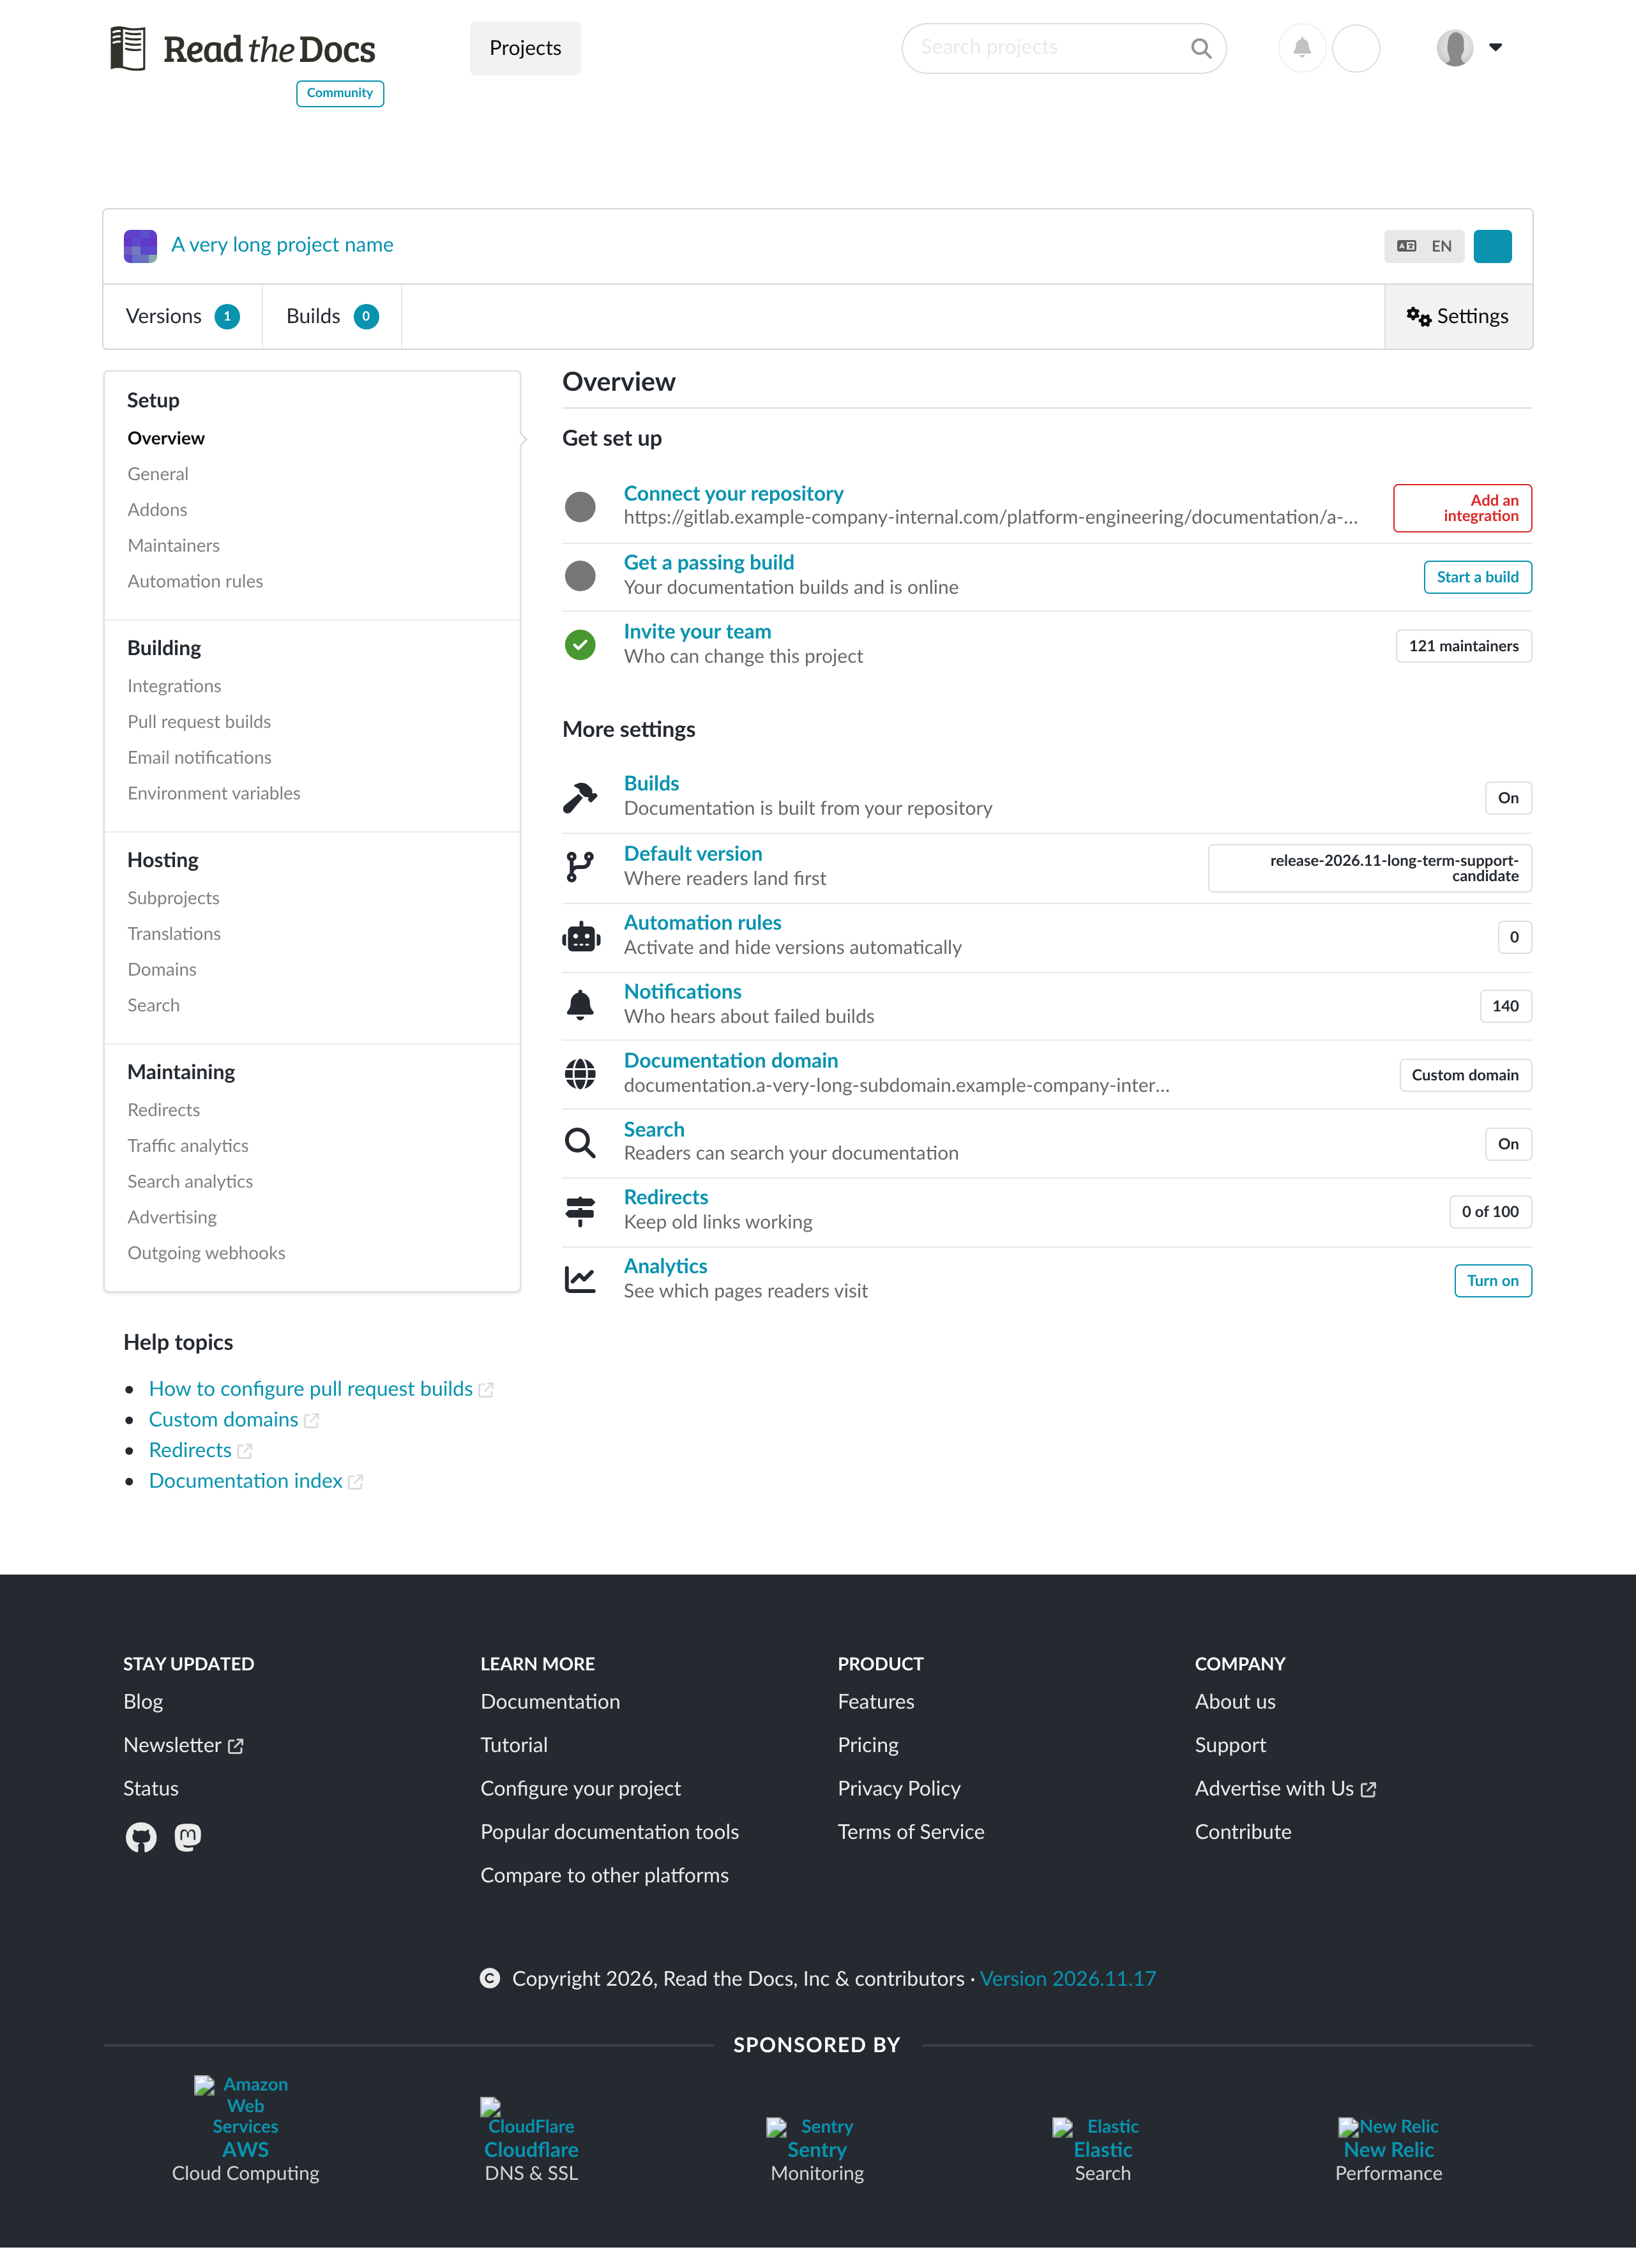 Read the Docs
Projects
Search projects
Community
A very long project name
EN
Versions 1
Builds 0
Settings
Setup
Overview
General
Addons
Maintainers
Automation rules
Building
Integrations
Pull request builds
Email notifications
Environment variables
Hosting
Subprojects
Translations
Domains
Search
Maintaining
Redirects
Traffic analytics
Search analytics
Advertising
Outgoing webhooks
Help topics
How to configure pull request builds
Custom domains
Redirects
Documentation index
Overview
Get set up
Connect your repository
https://gitlab.example-company-internal.com/platform-engineering/documentation/a-...
Add an
integration
Get a passing build
Your documentation builds and is online
Start a build
Invite your team
Who can change this project
121 maintainers
More settings
Builds
Documentation is built from your repository
On
Default version
Where readers land first
release-2026.11-long-term-support-
candidate
Automation rules
Activate and hide versions automatically
0
Notifications
Who hears about failed builds
140
Documentation domain
documentation.a-very-long-subdomain.example-company-inter...
Custom domain
Search
Readers can search your documentation
On
Redirects
Keep old links working
0 of 100
Analytics
See which pages readers visit
Turn on
STAY UPDATED
Blog
Newsletter
Status
LEARN MORE
Documentation
Tutorial
Configure your project
Popular documentation tools
Compare to other platforms
PRODUCT
Features
Pricing
Privacy Policy
Terms of Service
COMPANY
About us
Support
Advertise with Us
Contribute
Copyright 2026, Read the Docs, Inc & contributors · Version 2026.11.17
SPONSORED BY
Amazon
Web
Services
AWS
Cloud Computing
CloudFlare
Cloudflare
DNS & SSL
Sentry
Sentry
Monitoring
Elastic
Elastic
Search
New Relic
New Relic
Performance